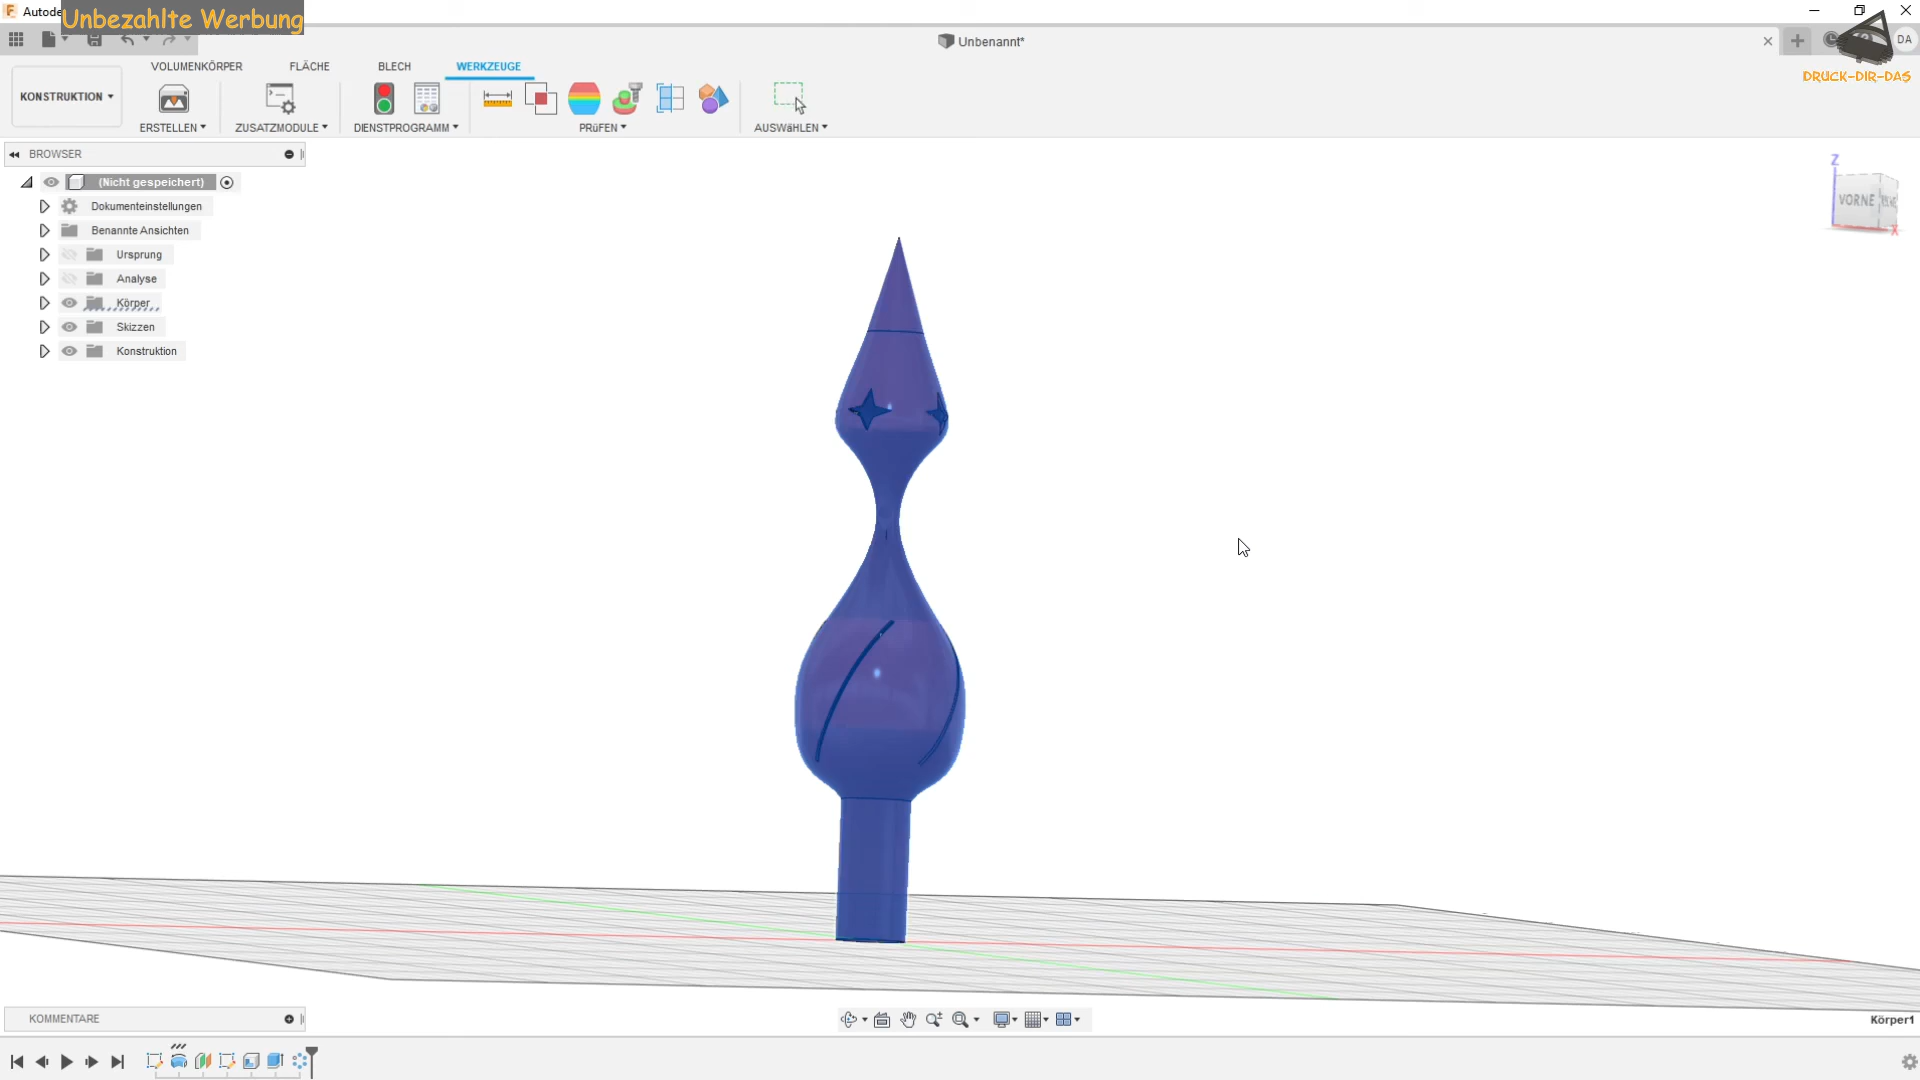 Autode
Unbezahlte Werbung
Unbenannt*
DA
DRUCK-DIR-DAS
VOLUMENKÖRPER
FLÄCHE
BLECH
WERKZEUGE
KONSTRUKTION
ERSTELLEN
ZUSATZMODULE
DIENSTPROGRAMM
PRÜFEN
AUSWÄHLEN
BROWSER
(Nicht gespeichert)
Dokumenteinstellungen
Benannte Ansichten
Ursprung
Analyse
Körper
Skizzen
Konstruktion
Z
VORNE
X
KOMMENTARE
Körper1